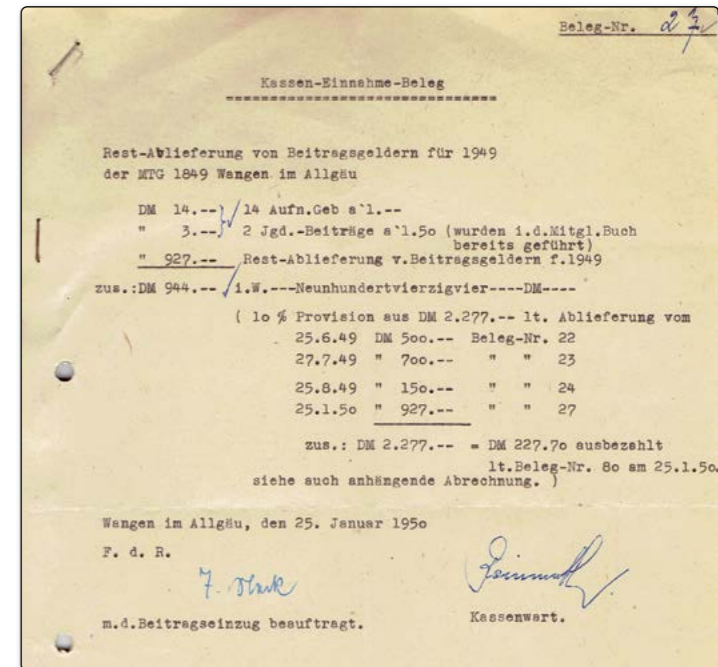 Beleg-Nr. 27
Kassen-Einnahme-Beleg
Rest-Ablieferung von Beitragsgeldern für 1949
der MTG 1849 Wangen im Allgäu
DM 14.-- 14 Aufn.Geb a`1.--
" 3.-- 2 Jgd.-Beiträge a`1.5o (wurden i.d.Mitgl.Buch
bereits geführt)
" 927.-- Rest-Ablieferung v.Beitragsgeldern f.1949
zus.:DM 944.-- i.W.---Neunhundertvierzigvier----DM----
( 1o % Provision aus DM 2.277.-- lt. Ablieferung vom
25.6.49 DM 5oo.-- Beleg-Nr. 22
27.7.49 " 7oo.-- " " 23
25.8.49 " 15o.-- " " 24
25.1.5o " 927.-- " " 27
zus.: DM 2.277.-- = DM 227.7o ausbezahlt
lt.Beleg-Nr. 8o am 25.1.5o.
siehe auch anhängende Abrechnung. )
Wangen im Allgäu, den 25. Januar 195o
F. d. R.
m.d.Beitragseinzug beauftragt.
Kassenwart.